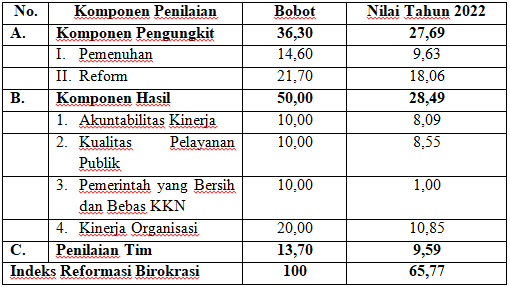 No. Komponen Penilaian Bobot Nilai Tahun 2022
A. Komponen Pengungkit 36,30 27,69
I. Pemenuhan 14,60 9,63
II. Reform 21,70 18,06
B. Komponen Hasil 50,00 28,49
1. Akuntabilitas Kinerja 10,00 8,09
2. Kualitas Pelayanan 10,00 8,55
Publik
3. Pemerintah yang Bersih 10,00 1,00
dan Bebas KKN
4. Kinerja Organisasi 20,00 10,85
C. Penilaian Tim 13,70 9,59
Indeks Reformasi Birokrasi 100 65,77